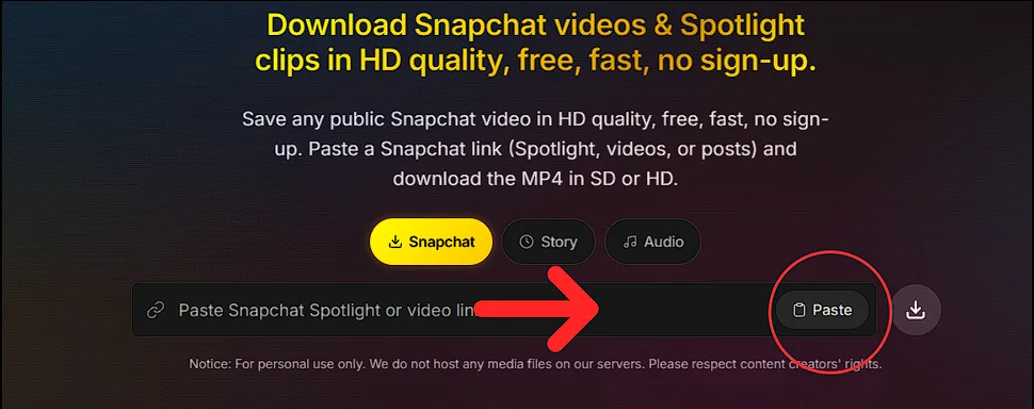 Download Snapchat videos & Spotlight
clips in HD quality, free, fast, no sign-up.
Save any public Snapchat video in HD quality, free, fast, no sign-
up. Paste a Snapchat link (Spotlight, videos, or posts) and
download the MP4 in SD or HD.
Snapchat Story Audio
Paste Snapchat Spotlight or video Paste
Notice: For personal use only. We do not host any media files on our servers. Please respect content creators' rights.